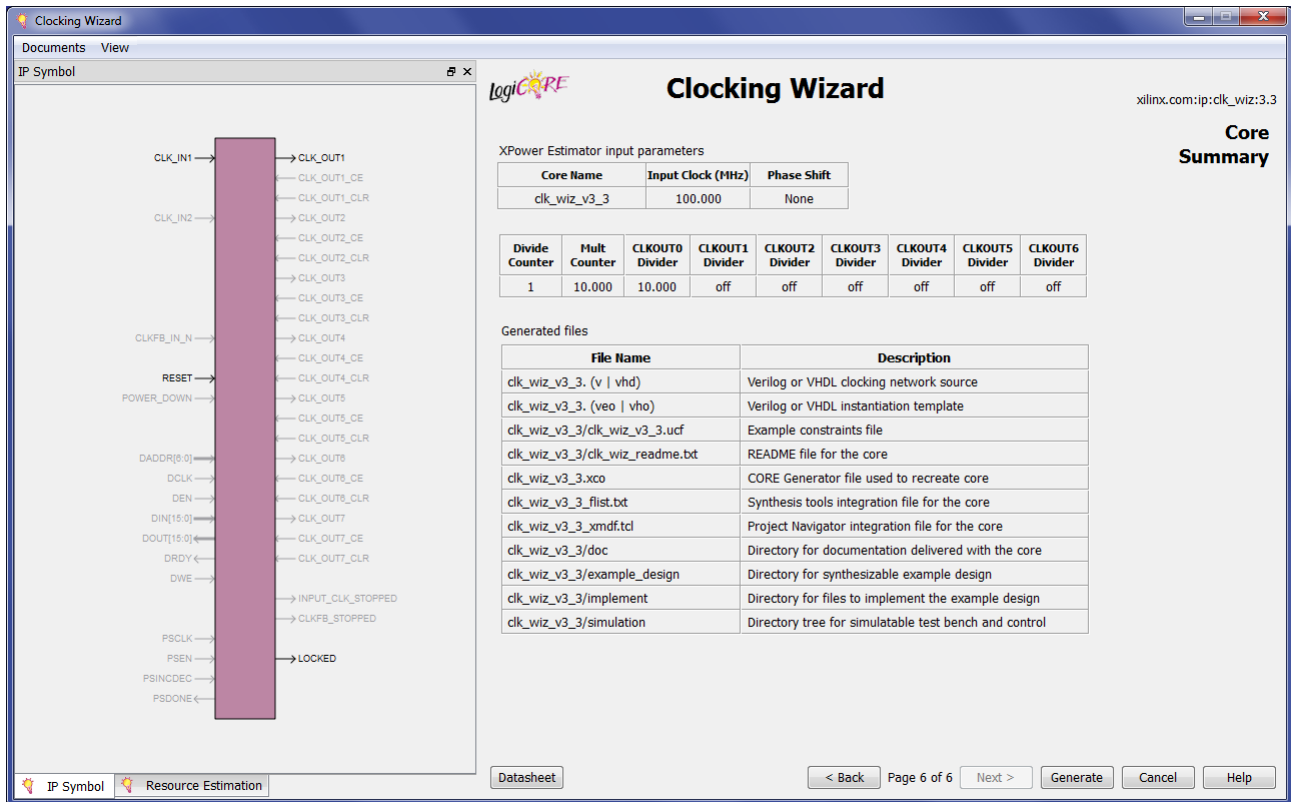 Clocking Wizard
Documents View
IP Symbol
CLK_IN1
CLK_IN2
CLKFB_IN_N
RESET
POWER_DOWN
DADDR[6:0]
DCLK
DEN
DIN[15:0]
DOUT[15:0]
DRDY
DWE
PSCLK
PSEN
PSINCDEC
PSDONE
CLK_OUT1
CLK_OUT1_CE
CLK_OUT1_CLR
CLK_OUT2
CLK_OUT2_CE
CLK_OUT2_CLR
CLK_OUT3
CLK_OUT3_CE
CLK_OUT3_CLR
CLK_OUT4
CLK_OUT4_CE
CLK_OUT4_CLR
CLK_OUT5
CLK_OUT5_CE
CLK_OUT5_CLR
CLK_OUT6
CLK_OUT6_CE
CLK_OUT6_CLR
CLK_OUT7
CLK_OUT7_CE
CLK_OUT7_CLR
INPUT_CLK_STOPPED
CLKFB_STOPPED
LOCKED
IP Symbol Resource Estimation
LogiCORE
Clocking Wizard
xilinx.com:ip:clk_wiz:3.3
Core
Summary
XPower Estimator input parameters
Core Name Input Clock (MHz) Phase Shift
clk_wiz_v3_3 100.000 None
Divide Counter Mult Counter CLKOUT0 Divider CLKOUT1 Divider CLKOUT2 Divider CLKOUT3 Divider CLKOUT4 Divider CLKOUT5 Divider CLKOUT6 Divider
1 10.000 10.000 off off off off off off
Generated files
File Name Description
clk_wiz_v3_3. (v | vhd) Verilog or VHDL clocking network source
clk_wiz_v3_3. (veo | vho) Verilog or VHDL instantiation template
clk_wiz_v3_3/clk_wiz_v3_3.ucf Example constraints file
clk_wiz_v3_3/clk_wiz_readme.txt README file for the core
clk_wiz_v3_3.xco CORE Generator file used to recreate core
clk_wiz_v3_3_flist.txt Synthesis tools integration file for the core
clk_wiz_v3_3_xmdf.tcl Project Navigator integration file for the core
clk_wiz_v3_3/doc Directory for documentation delivered with the core
clk_wiz_v3_3/example_design Directory for synthesizable example design
clk_wiz_v3_3/implement Directory for files to implement the example design
clk_wiz_v3_3/simulation Directory tree for simulatable test bench and control
Datasheet < Back Page 6 of 6 Next > Generate Cancel Help